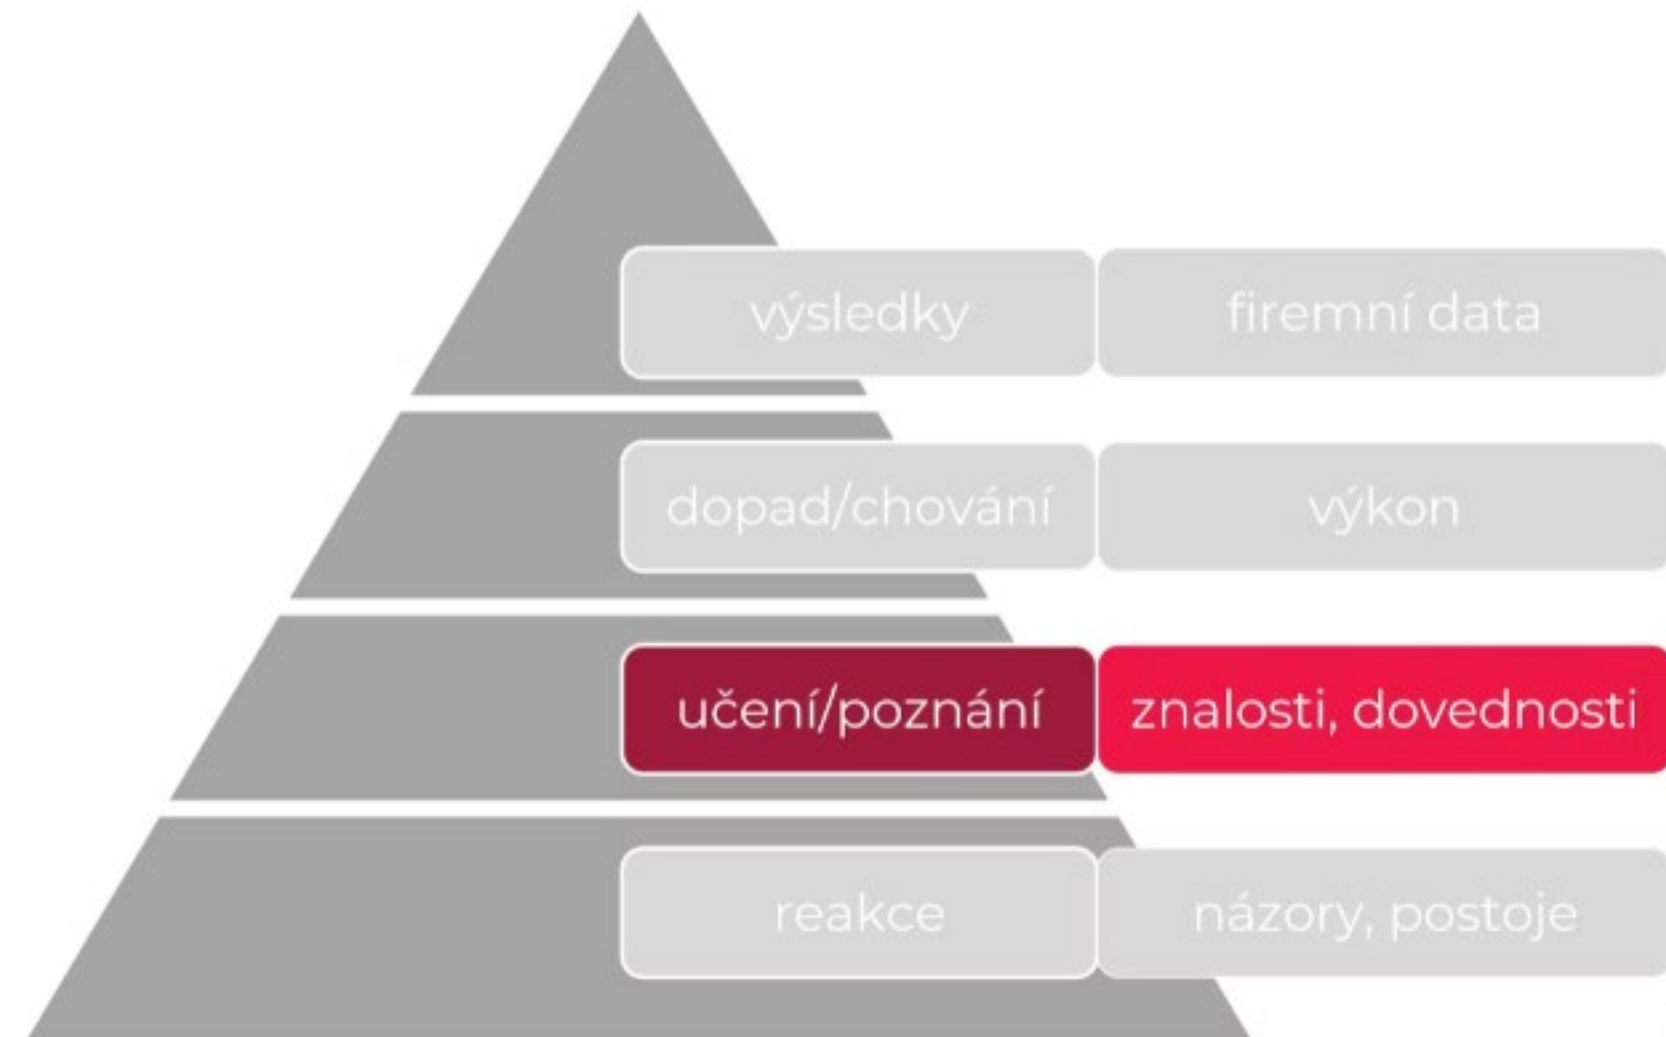 výsledky firemní data
dopad/chování výkon
učení/poznání znalosti, dovednosti
reakce názory, postoje